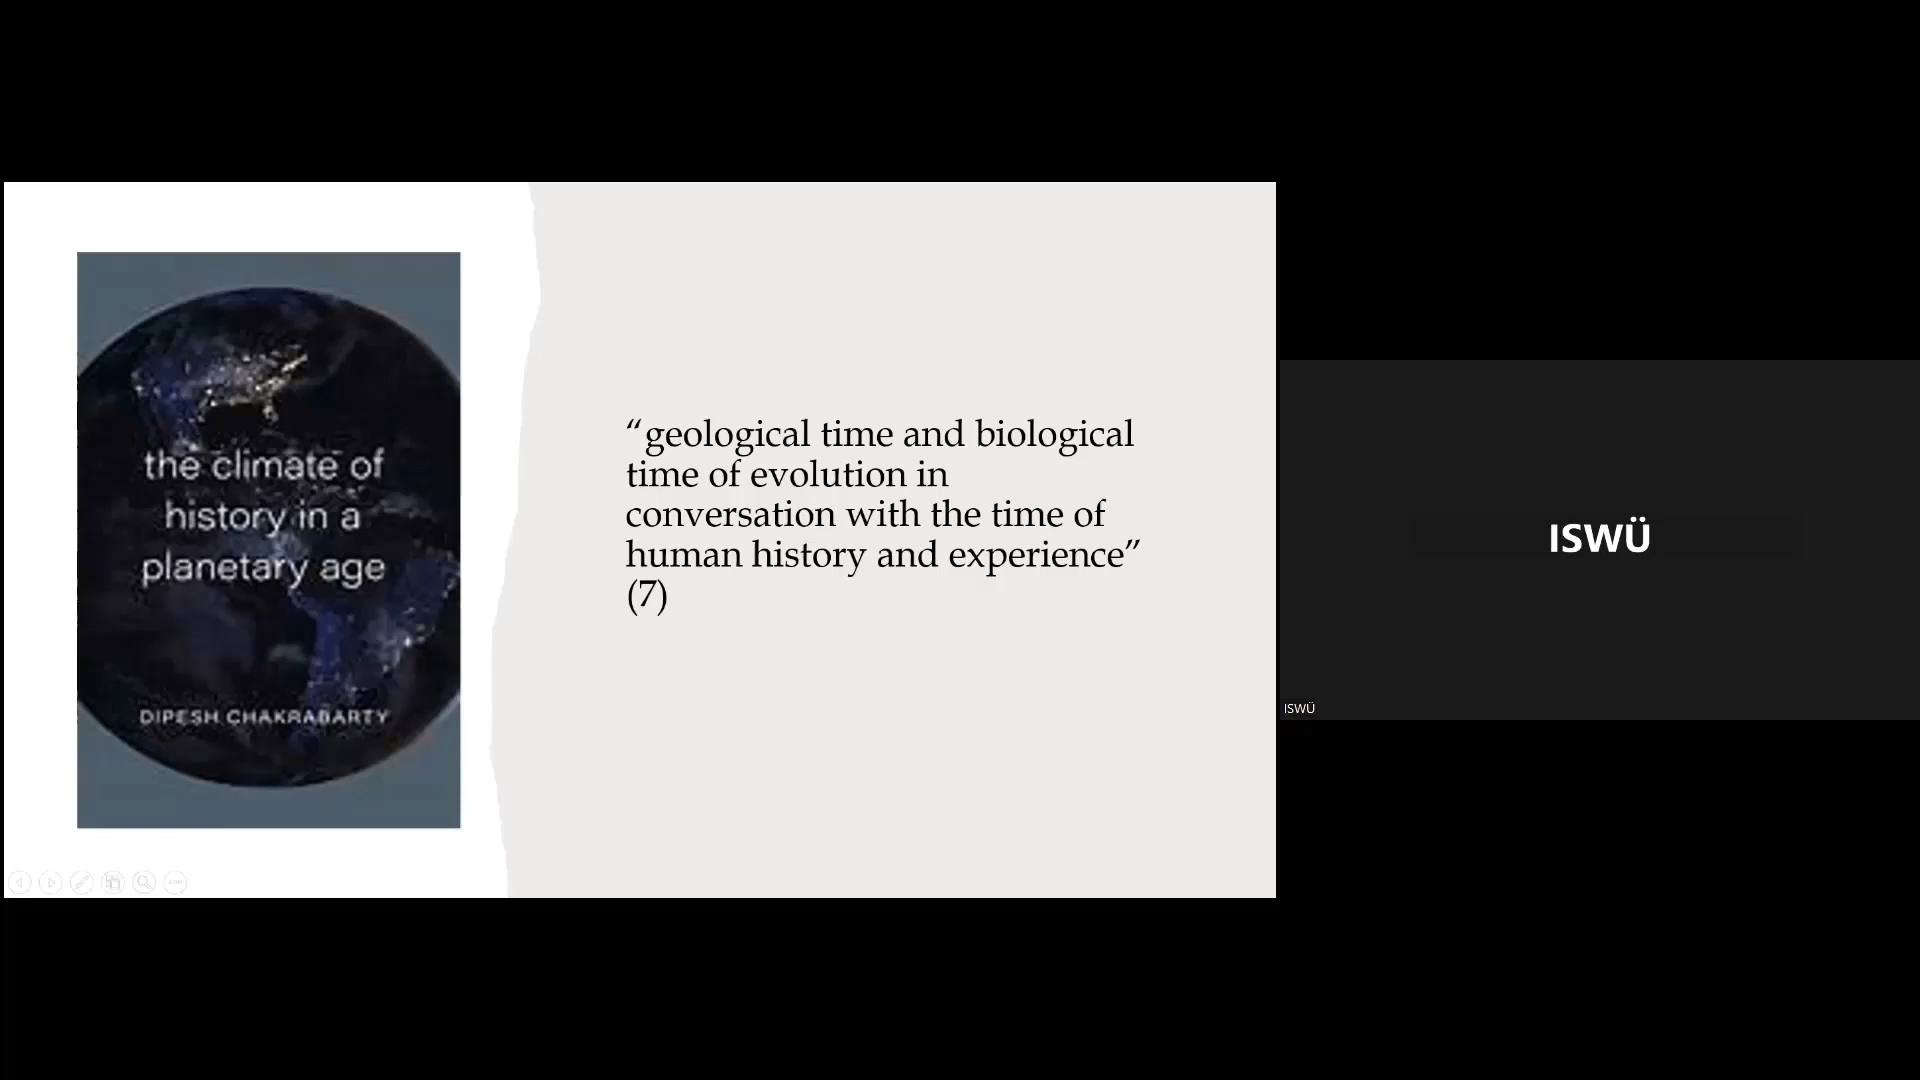 the climate of
history in a
planetary age
DIPESH CHAKRABARTY
“geological time and biological
time of evolution in
conversation with the time of
human history and experience”
(7)
ISWÜ
ISWÜ